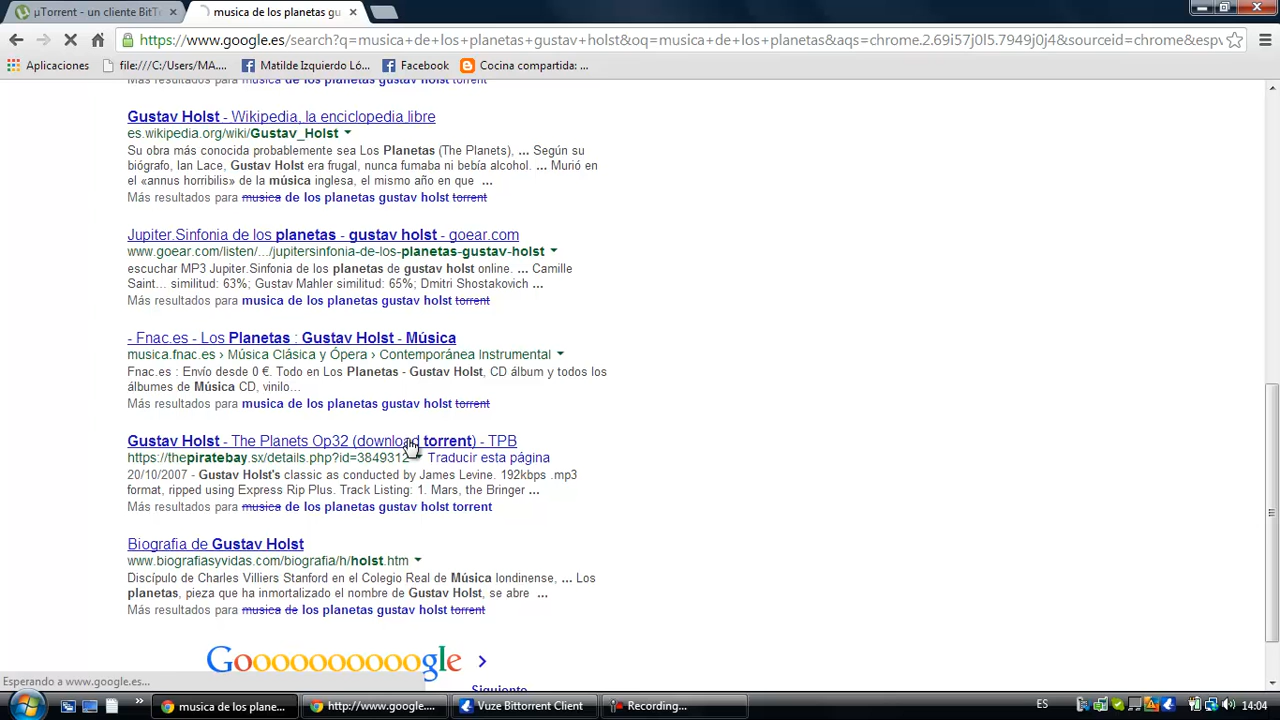 µTorrent - un cliente BitT
musica de los planetas gu
https://www.google.es/search?q=musica+de+los+planetas+gustav+holst&oq=musica+de+los+planetas&aqs=chrome.2.69i57j0l5.7949j0j4&sourceid=chrome&espv
Aplicaciones
file:///C:/Users/MA....
Matilde Izquierdo Ló...
Facebook
Cocina compartida: ...
Más resultados para musica de los planetas gustav holst torrent
Gustav Holst - Wikipedia, la enciclopedia libre
es.wikipedia.org/wiki/Gustav_Holst
Su obra más conocida probablemente sea Los Planetas (The Planets), ... Según su
biógrafo, Ian Lace, Gustav Holst era frugal, nunca fumaba ni bebía alcohol. ... Murió en
el «annus horribilis» de la música inglesa, el mismo año en que ...
Más resultados para musica de los planetas gustav holst torrent
Jupiter.Sinfonia de los planetas - gustav holst - goear.com
www.goear.com/listen/.../jupitersinfonia-de-los-planetas-gustav-holst
escuchar MP3 Jupiter.Sinfonia de los planetas de gustav holst online. ... Camille
Saint... similitud: 63%; Gustav Mahler similitud: 65%; Dmitri Shostakovich ...
Más resultados para musica de los planetas gustav holst torrent
- Fnac.es - Los Planetas : Gustav Holst - Música
musica.fnac.es › Música Clásica y Ópera › Contemporánea Instrumental
Fnac.es : Envío desde 0 €. Todo en Los Planetas - Gustav Holst, CD álbum y todos los
álbumes de Música CD, vinilo...
Más resultados para musica de los planetas gustav holst torrent
Gustav Holst - The Planets Op32 (download torrent) - TPB
https://thepiratebay.sx/details.php?id=3849312 Traducir esta página
20/10/2007 - Gustav Holst's classic as conducted by James Levine. 192kbps .mp3
format, ripped using Express Rip Plus. Track Listing: 1. Mars, the Bringer ...
Más resultados para musica de los planetas gustav holst torrent
Biografia de Gustav Holst
www.biografiasyvidas.com/biografia/h/holst.htm
Discípulo de Charles Villiers Stanford en el Colegio Real de Música londinense, ... Los
planetas, pieza que ha inmortalizado el nombre de Gustav Holst, se abre ...
Más resultados para musica de los planetas gustav holst torrent
Goooooooooogle
Siguiente
Esperando a www.google.es...
musica de los plane...
http://www.google....
Vuze Bittorrent Client
Recording...
ES
14:04